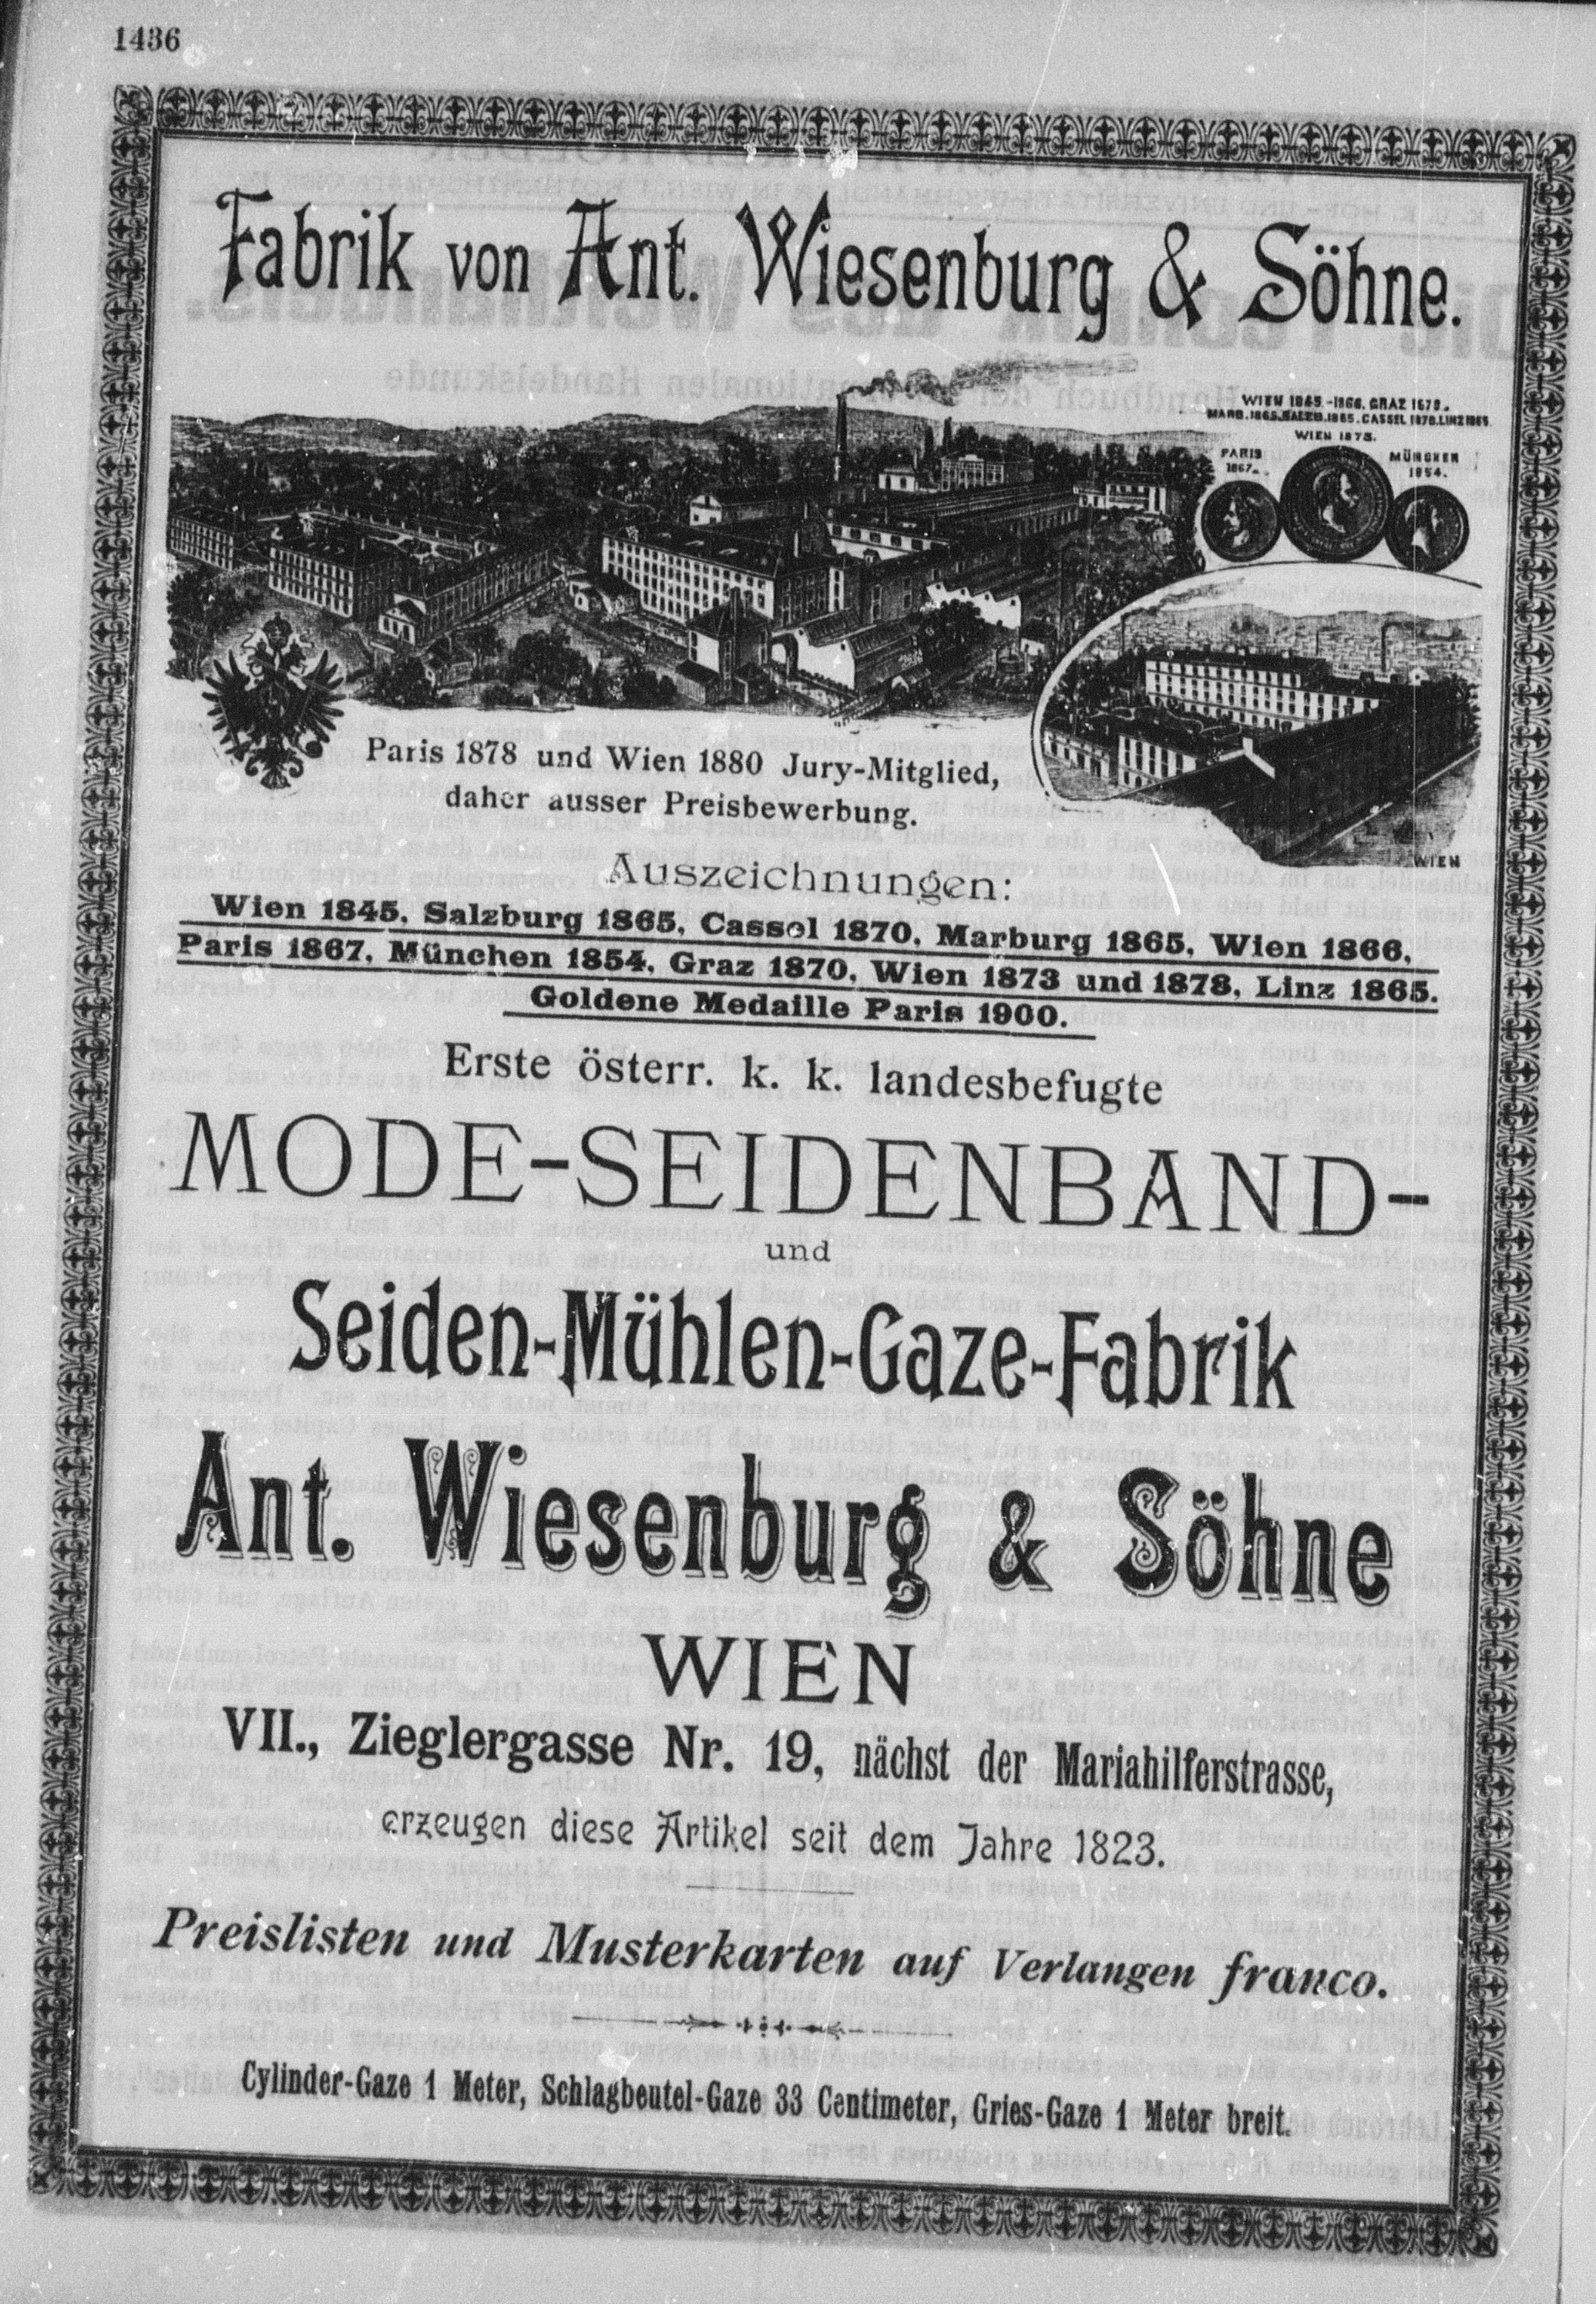 1436
Fabrik von Ant. Wiesenburg & Söhne.
WIEN 1845.-1866. GRAZ 1870.
MARB.1865.SALZB.1865.CASSEL 1870.LINZ 1865
WIEN 1873.
PARIS
1867.
MÜNCHEN
1854.
WIEN
Paris 1878 und Wien 1880 Jury-Mitglied,
daher ausser Preisbewerbung.
Auszeichnungen:
Wien 1845, Salzburg 1865, Cassel 1870, Marburg 1865, Wien 1866,
Paris 1867, München 1854, Graz 1870, Wien 1873 und 1878, Linz 1865.
Goldene Medaille Paris 1900.
Erste österr. k. k. landesbefugte
MODE-SEIDENBAND-
und
Seiden-Mühlen-Gaze-Fabrik
Ant. Wiesenburg & Söhne
WIEN
VII., Zieglergasse Nr. 19, nächst der Mariahilferstrasse,
erzeugen diese Artikel seit dem Jahre 1823.
Preislisten und Musterkarten auf Verlangen franco.
Cylinder-Gaze 1 Meter, Schlagbeutel-Gaze 33 Centimeter, Gries-Gaze 1 Meter breit.